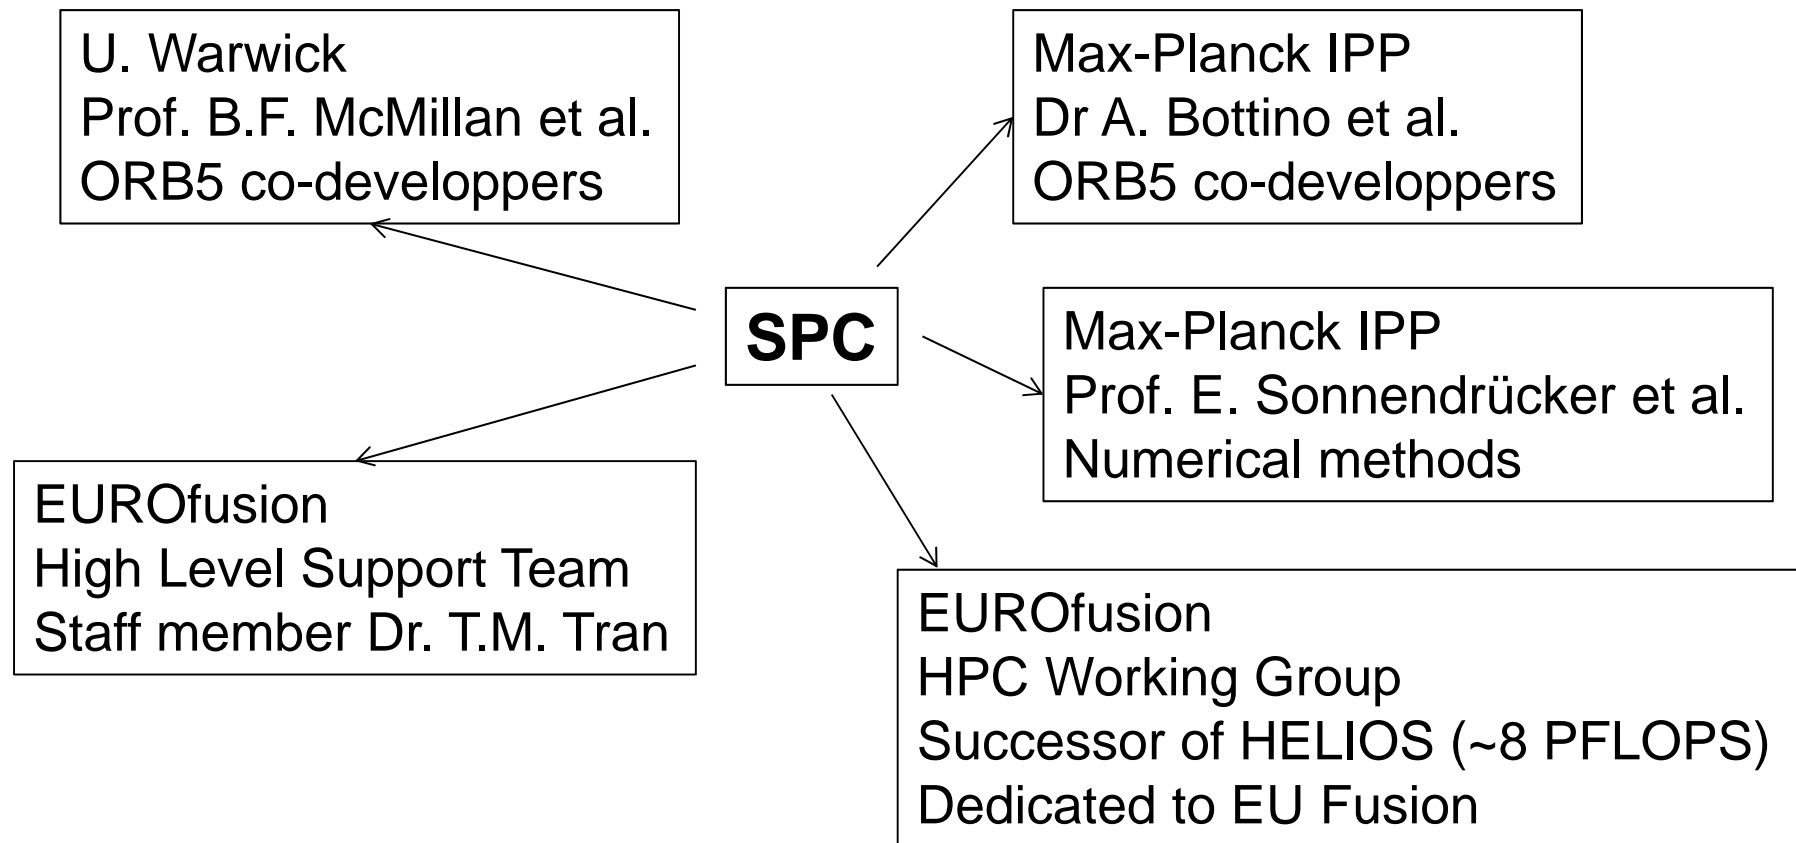 U. Warwick
Prof. B.F. McMillan et al.
ORB5 co-developpers
Max-Planck IPP
Dr A. Bottino et al.
ORB5 co-developpers
SPC
Max-Planck IPP
Prof. E. Sonnendrücker et al.
Numerical methods
EUROfusion
High Level Support Team
Staff member Dr. T.M. Tran
EUROfusion
HPC Working Group
Successor of HELIOS (~8 PFLOPS)
Dedicated to EU Fusion